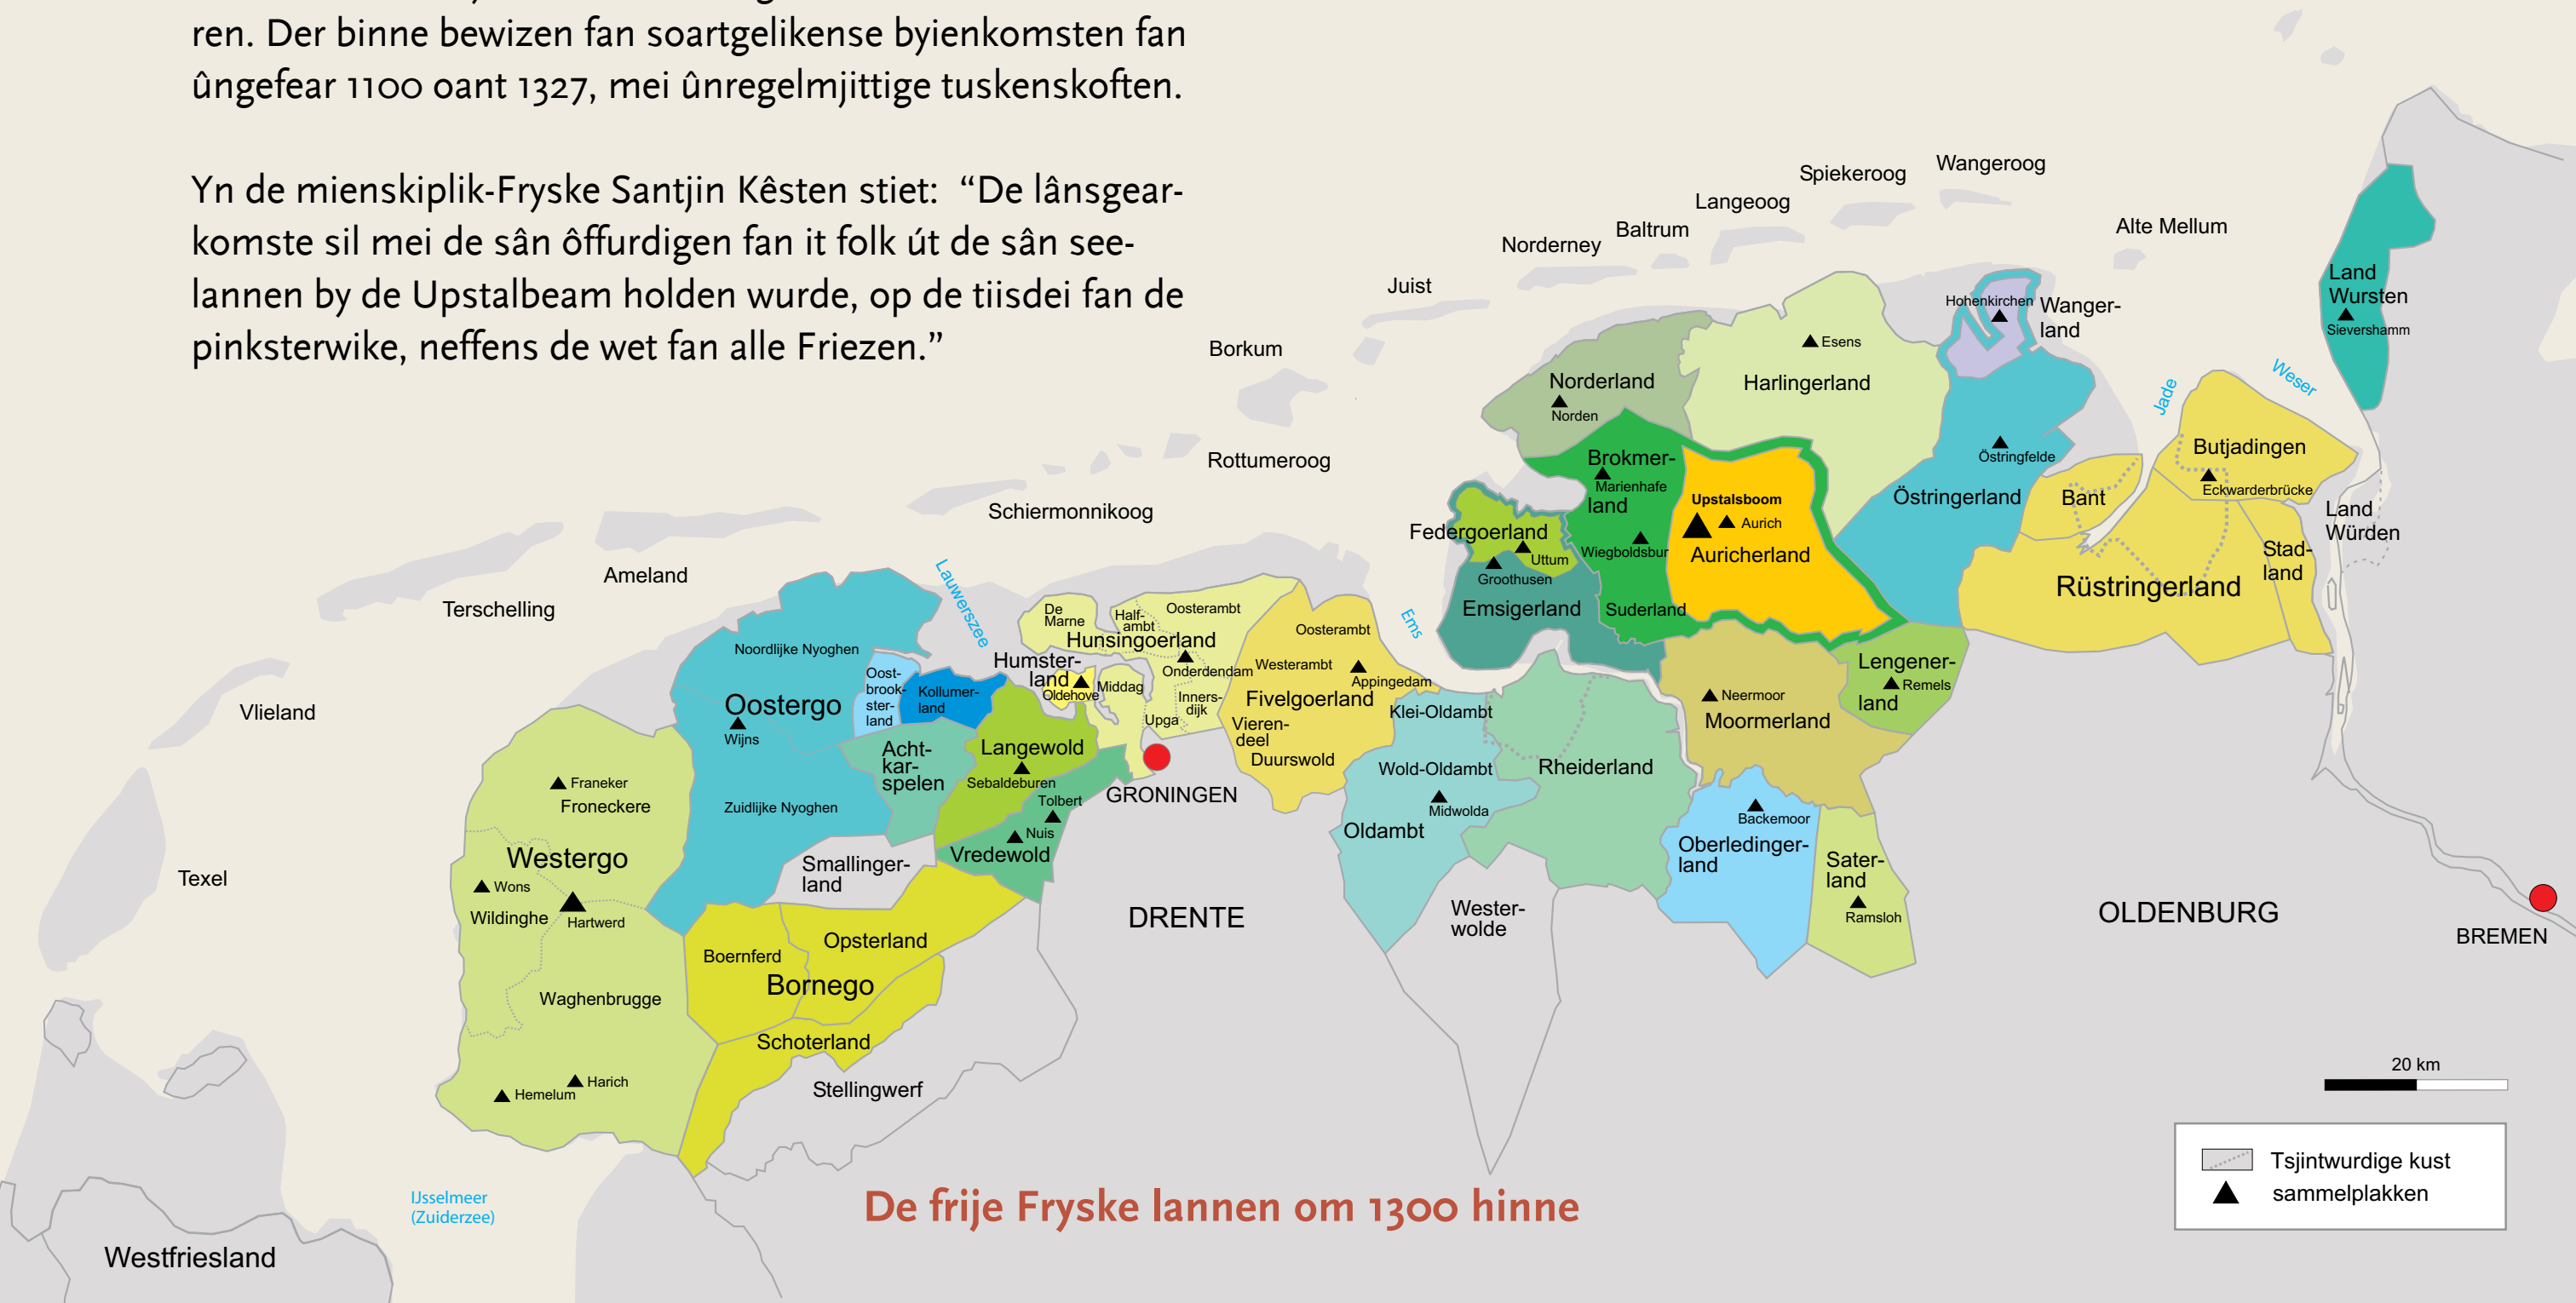 ren. Der binne bewizen fan soartgelikense byienkomsten fan
ûngefear 1100 oant 1327, mei ûnregelmjittige tuskenskoften.
Yn de mienskiplik-Fryske Santjin Kêsten stiet: “De lânsgear-
komste sil mei de sân ôffurdigen fan it folk út de sân see-
lannen by de Upstalbeam holden wurde, op de tiisdei fan de
pinksterwike, neffens de wet fan alle Friezen.”
Wangeroog
Spiekeroog
Langeoog
Baltrum
Norderney
Juist
Borkum
Rottumeroog
Schiermonnikoog
Ameland
Terschelling
Vlieland
Texel
Alte Mellum
Land
Wursten
Sievershamm
Hohenkirchen
Wanger-
land
Esens
Harlingerland
Norderland
Norden
Jade
Weser
Butjadingen
Eckwarderbrücke
Östringfelde
Östringerland
Bant
Land
Würden
Stad-
land
Rüstringerland
Brokmer-
Marienhafe
land
Wiegboldsbur
Suderland
Upstalsboom
Aurich
Auricherland
Federgoerland
Uttum
Groothusen
Emsigerland
Ems
Lengener-
Remels
land
Neermoor
Moormerland
Backemoor
Oberledinger-
land
Sater-
land
Ramsloh
Rheiderland
Klei-Oldambt
Wold-Oldambt
Midwolda
Oldambt
Wester-
wolde
Oosterambt
Westerambt
Appingedam
Fivelgoerland
Vieren-
deel
Duurswold
Lauwerszee
De
Marne
Half-
ambt
Oosterambt
Hunsingoerland
Onderdendam
Inners-
dijk
Upga
Middag
Humster-
land
Oldehove
GRONINGEN
Langewold
Sebaldeburen
Tolbert
Nuis
Vredewold
Noordlijke Nyoghen
Oostergo
Wijns
Zuidlijke Nyoghen
Oost-
brook-
ster-
land
Kollumer-
land
Acht-
kar-
spelen
Smallinger-
land
Franeker
Froneckere
Westergo
Wons
Wildinghe
Hartwerd
Waghenbrugge
Harich
Hemelum
Boernferd
Opsterland
Bornego
Schoterland
Stellingwerf
DRENTE
OLDENBURG
BREMEN
IJsselmeer
(Zuiderzee)
Westfriesland
De frije Fryske lannen om 1300 hinne
20 km
Tsjintwurdige kust
sammelplakken